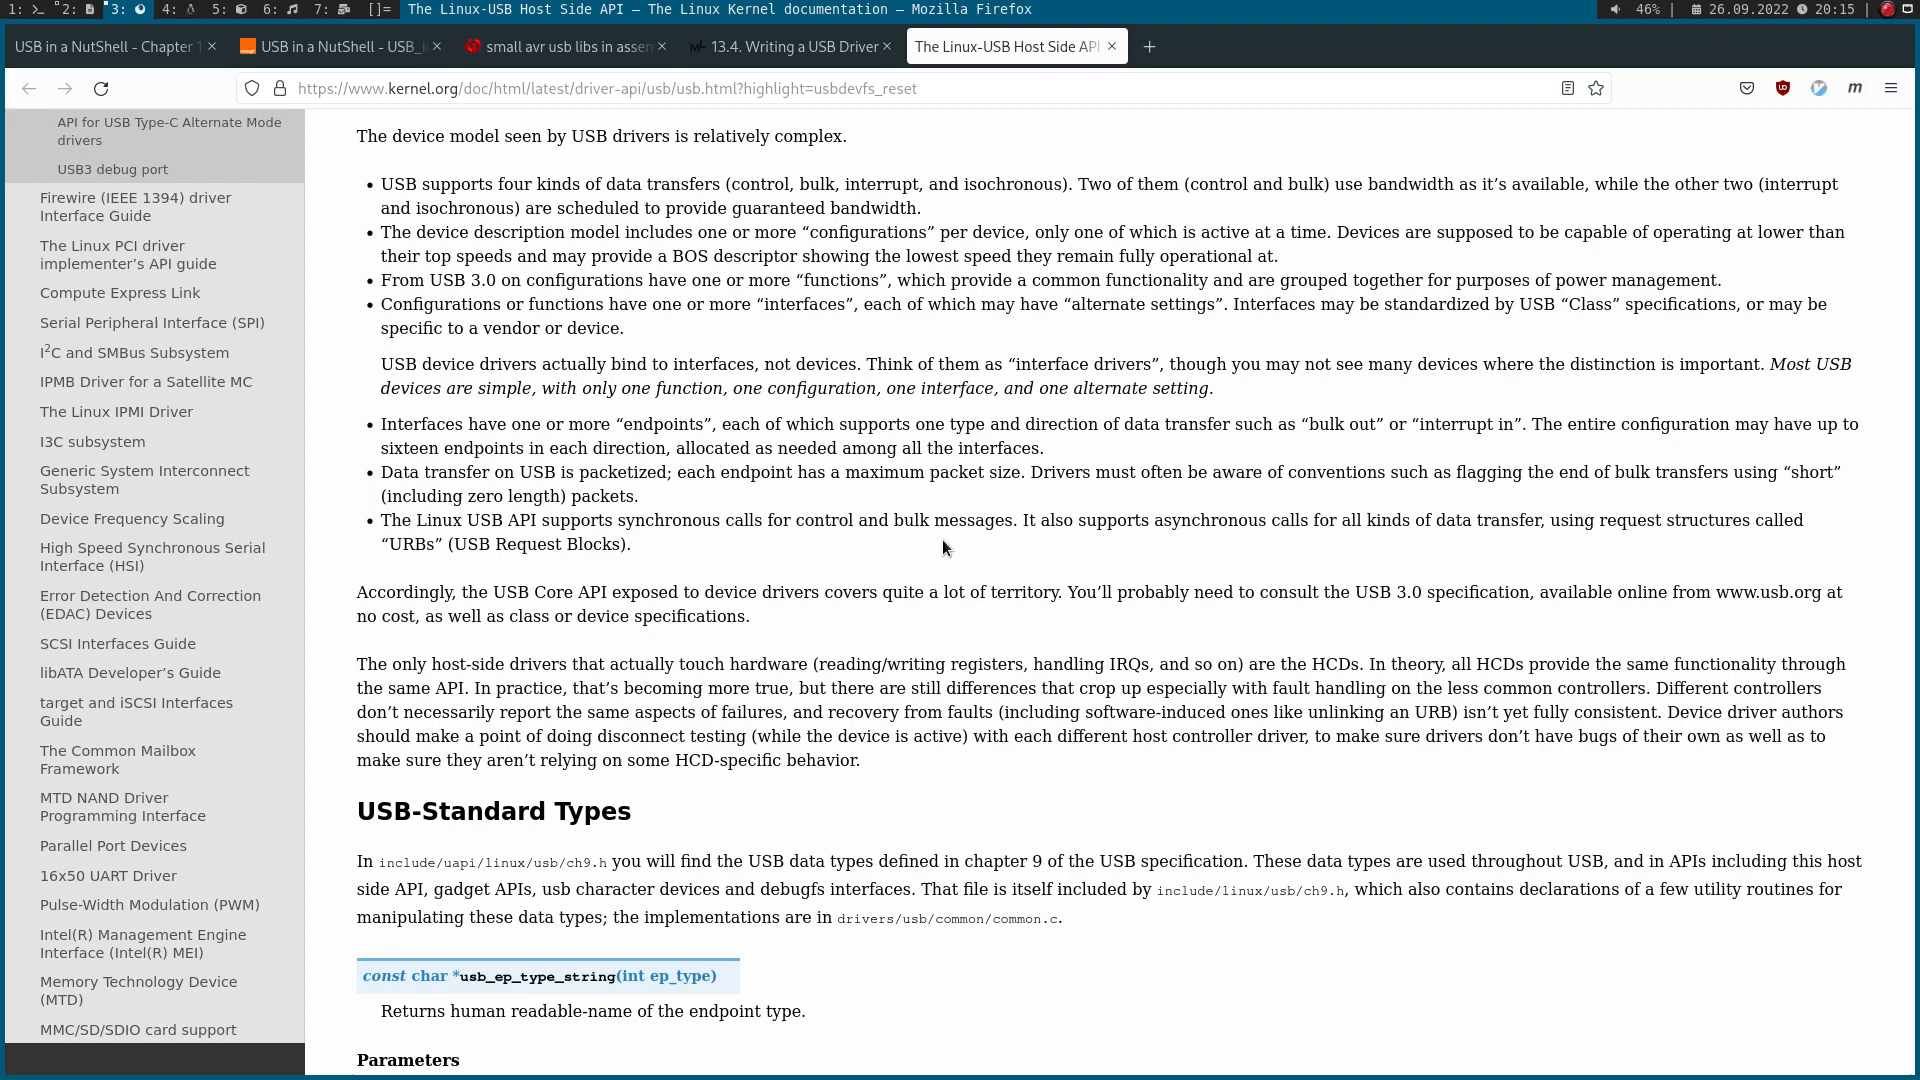 1: 2: 3: 4: 5: 6: 7: []= The Linux-USB Host Side API — The Linux Kernel documentation — Mozilla Firefox 46% | 26.09.2022 20:15 |
USB in a NutShell - Chapter 1 USB in a NutShell - USB_i small avr usb libs in assem 13.4. Writing a USB Driver The Linux-USB Host Side API
https://www.kernel.org/doc/html/latest/driver-api/usb/usb.html?highlight=usbdevfs_reset
API for USB Type-C Alternate Mode
drivers
USB3 debug port
Firewire (IEEE 1394) driver
Interface Guide
The Linux PCI driver
implementer’s API guide
Compute Express Link
Serial Peripheral Interface (SPI)
I2C and SMBus Subsystem
IPMB Driver for a Satellite MC
The Linux IPMI Driver
I3C subsystem
Generic System Interconnect
Subsystem
Device Frequency Scaling
High Speed Synchronous Serial
Interface (HSI)
Error Detection And Correction
(EDAC) Devices
SCSI Interfaces Guide
libATA Developer’s Guide
target and iSCSI Interfaces
Guide
The Common Mailbox
Framework
MTD NAND Driver
Programming Interface
Parallel Port Devices
16x50 UART Driver
Pulse-Width Modulation (PWM)
Intel(R) Management Engine
Interface (Intel(R) MEI)
Memory Technology Device
(MTD)
MMC/SD/SDIO card support
The device model seen by USB drivers is relatively complex.
• USB supports four kinds of data transfers (control, bulk, interrupt, and isochronous). Two of them (control and bulk) use bandwidth as it’s available, while the other two (interrupt
and isochronous) are scheduled to provide guaranteed bandwidth.
• The device description model includes one or more “configurations” per device, only one of which is active at a time. Devices are supposed to be capable of operating at lower than
their top speeds and may provide a BOS descriptor showing the lowest speed they remain fully operational at.
• From USB 3.0 on configurations have one or more “functions”, which provide a common functionality and are grouped together for purposes of power management.
• Configurations or functions have one or more “interfaces”, each of which may have “alternate settings”. Interfaces may be standardized by USB “Class” specifications, or may be
specific to a vendor or device.
USB device drivers actually bind to interfaces, not devices. Think of them as “interface drivers”, though you may not see many devices where the distinction is important. Most USB
devices are simple, with only one function, one configuration, one interface, and one alternate setting.
• Interfaces have one or more “endpoints”, each of which supports one type and direction of data transfer such as “bulk out” or “interrupt in”. The entire configuration may have up to
sixteen endpoints in each direction, allocated as needed among all the interfaces.
• Data transfer on USB is packetized; each endpoint has a maximum packet size. Drivers must often be aware of conventions such as flagging the end of bulk transfers using “short”
(including zero length) packets.
• The Linux USB API supports synchronous calls for control and bulk messages. It also supports asynchronous calls for all kinds of data transfer, using request structures called
“URBs” (USB Request Blocks).
Accordingly, the USB Core API exposed to device drivers covers quite a lot of territory. You’ll probably need to consult the USB 3.0 specification, available online from www.usb.org at
no cost, as well as class or device specifications.
The only host-side drivers that actually touch hardware (reading/writing registers, handling IRQs, and so on) are the HCDs. In theory, all HCDs provide the same functionality through
the same API. In practice, that’s becoming more true, but there are still differences that crop up especially with fault handling on the less common controllers. Different controllers
don’t necessarily report the same aspects of failures, and recovery from faults (including software-induced ones like unlinking an URB) isn’t yet fully consistent. Device driver authors
should make a point of doing disconnect testing (while the device is active) with each different host controller driver, to make sure drivers don’t have bugs of their own as well as to
make sure they aren’t relying on some HCD-specific behavior.
USB-Standard Types
In include/uapi/linux/usb/ch9.h you will find the USB data types defined in chapter 9 of the USB specification. These data types are used throughout USB, and in APIs including this host
side API, gadget APIs, usb character devices and debugfs interfaces. That file is itself included by include/linux/usb/ch9.h, which also contains declarations of a few utility routines for
manipulating these data types; the implementations are in drivers/usb/common/common.c.
const char *usb_ep_type_string(int ep_type)
Returns human readable-name of the endpoint type.
Parameters